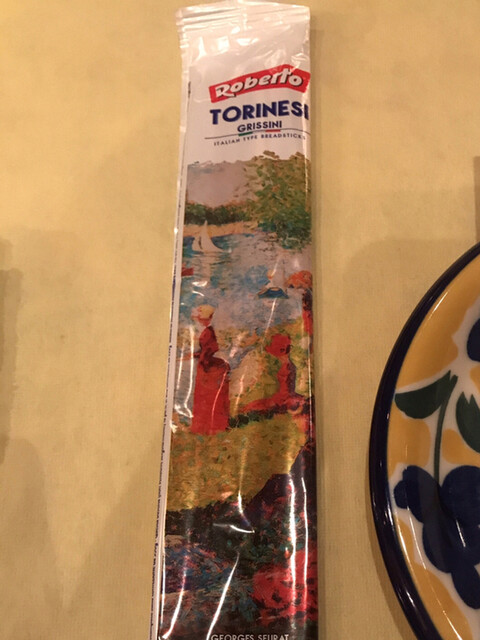 Roberto
TORINESI
GRISSINI
ITALIAN TYPE BREADSTICKS
GEORGES SEURAT